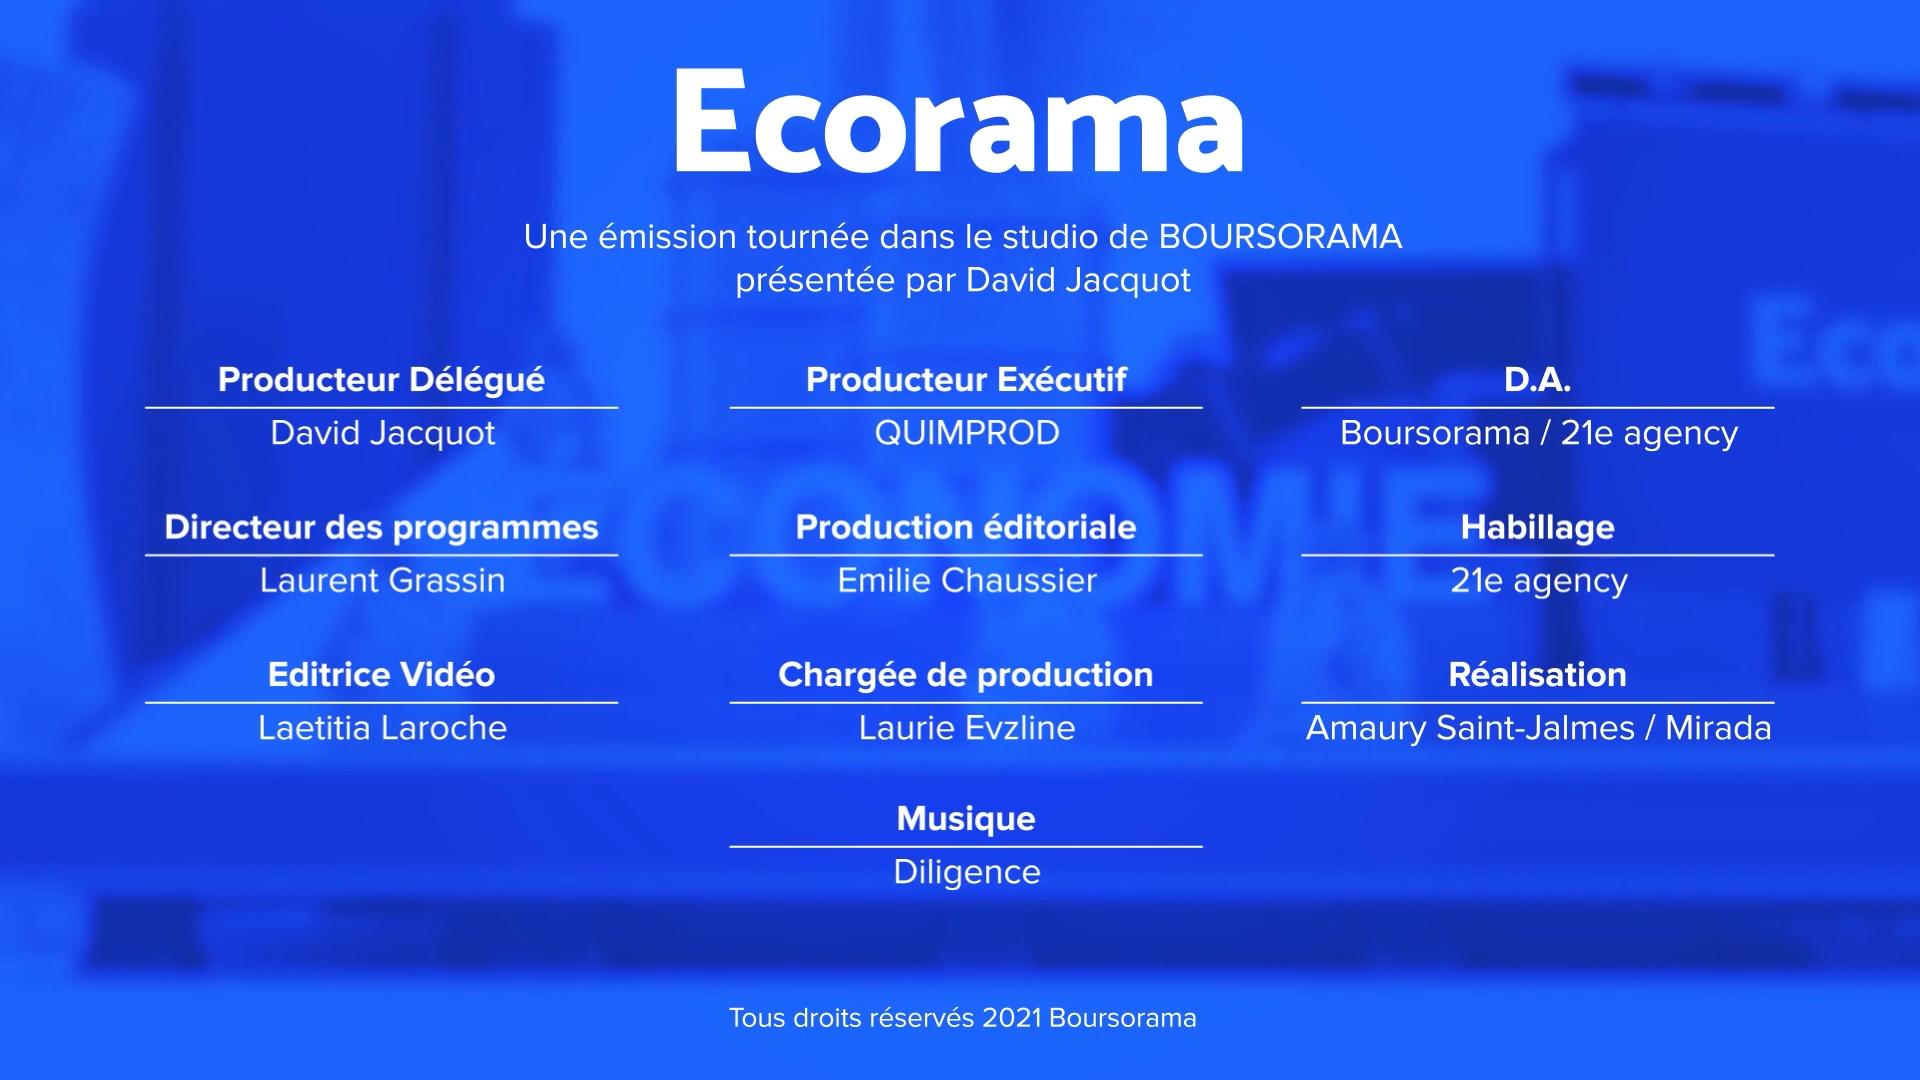 Ecorama
Une émission tournée dans le studio de BOURSORAMA
présentée par David Jacquot
Producteur Délégué
David Jacquot
Producteur Exécutif
QUIMPROD
D.A.
Boursorama / 21e agency
Directeur des programmes
Laurent Grassin
Production éditoriale
Emilie Chaussier
Habillage
21e agency
Editrice Vidéo
Laetitia Laroche
Chargée de production
Laurie Evzline
Réalisation
Amaury Saint-Jalmes / Mirada
Musique
Diligence
Tous droits réservés 2021 Boursorama
ECONOMIE
Eco